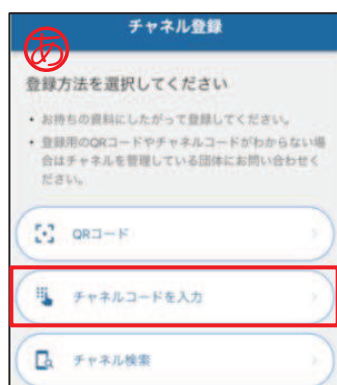 チャネル登録
あ
登録方法を選択してください
• お持ちの資料にしたがって登録してください。
• 登録用のQRコードやチャネルコードがわからない場
合はチャネルを管理している団体にお問い合わせく
ださい。
QRコード
チャネルコードを入力
チャネル検索